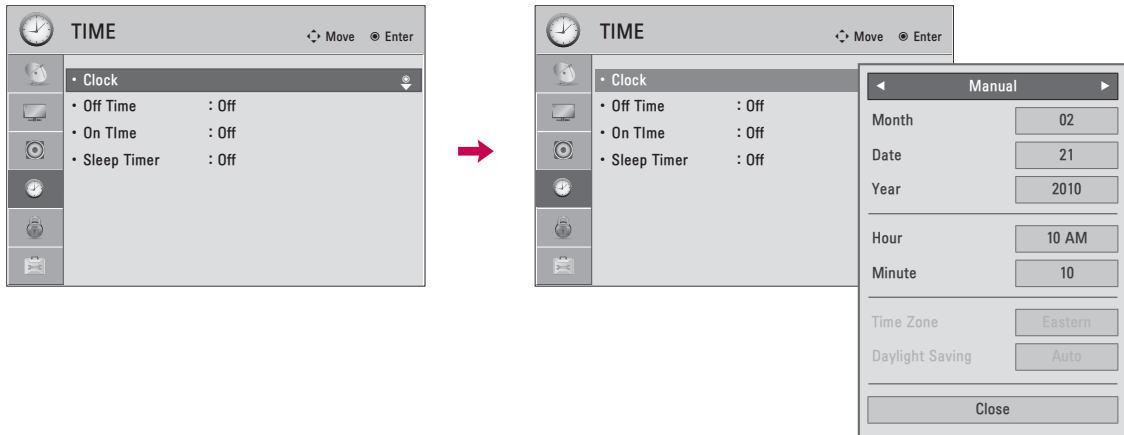 TIME
Move
Enter
• Clock
• Off Time : Off
• On TIme : Off
• Sleep Timer : Off
TIME
Move
Enter
• Clock
• Off Time : Off
• On TIme : Off
• Sleep Timer : Off
◄ Manual ►
Month 02
Date 21
Year 2010
Hour 10 AM
Minute 10
Time Zone Eastern
Daylight Saving Auto
Close